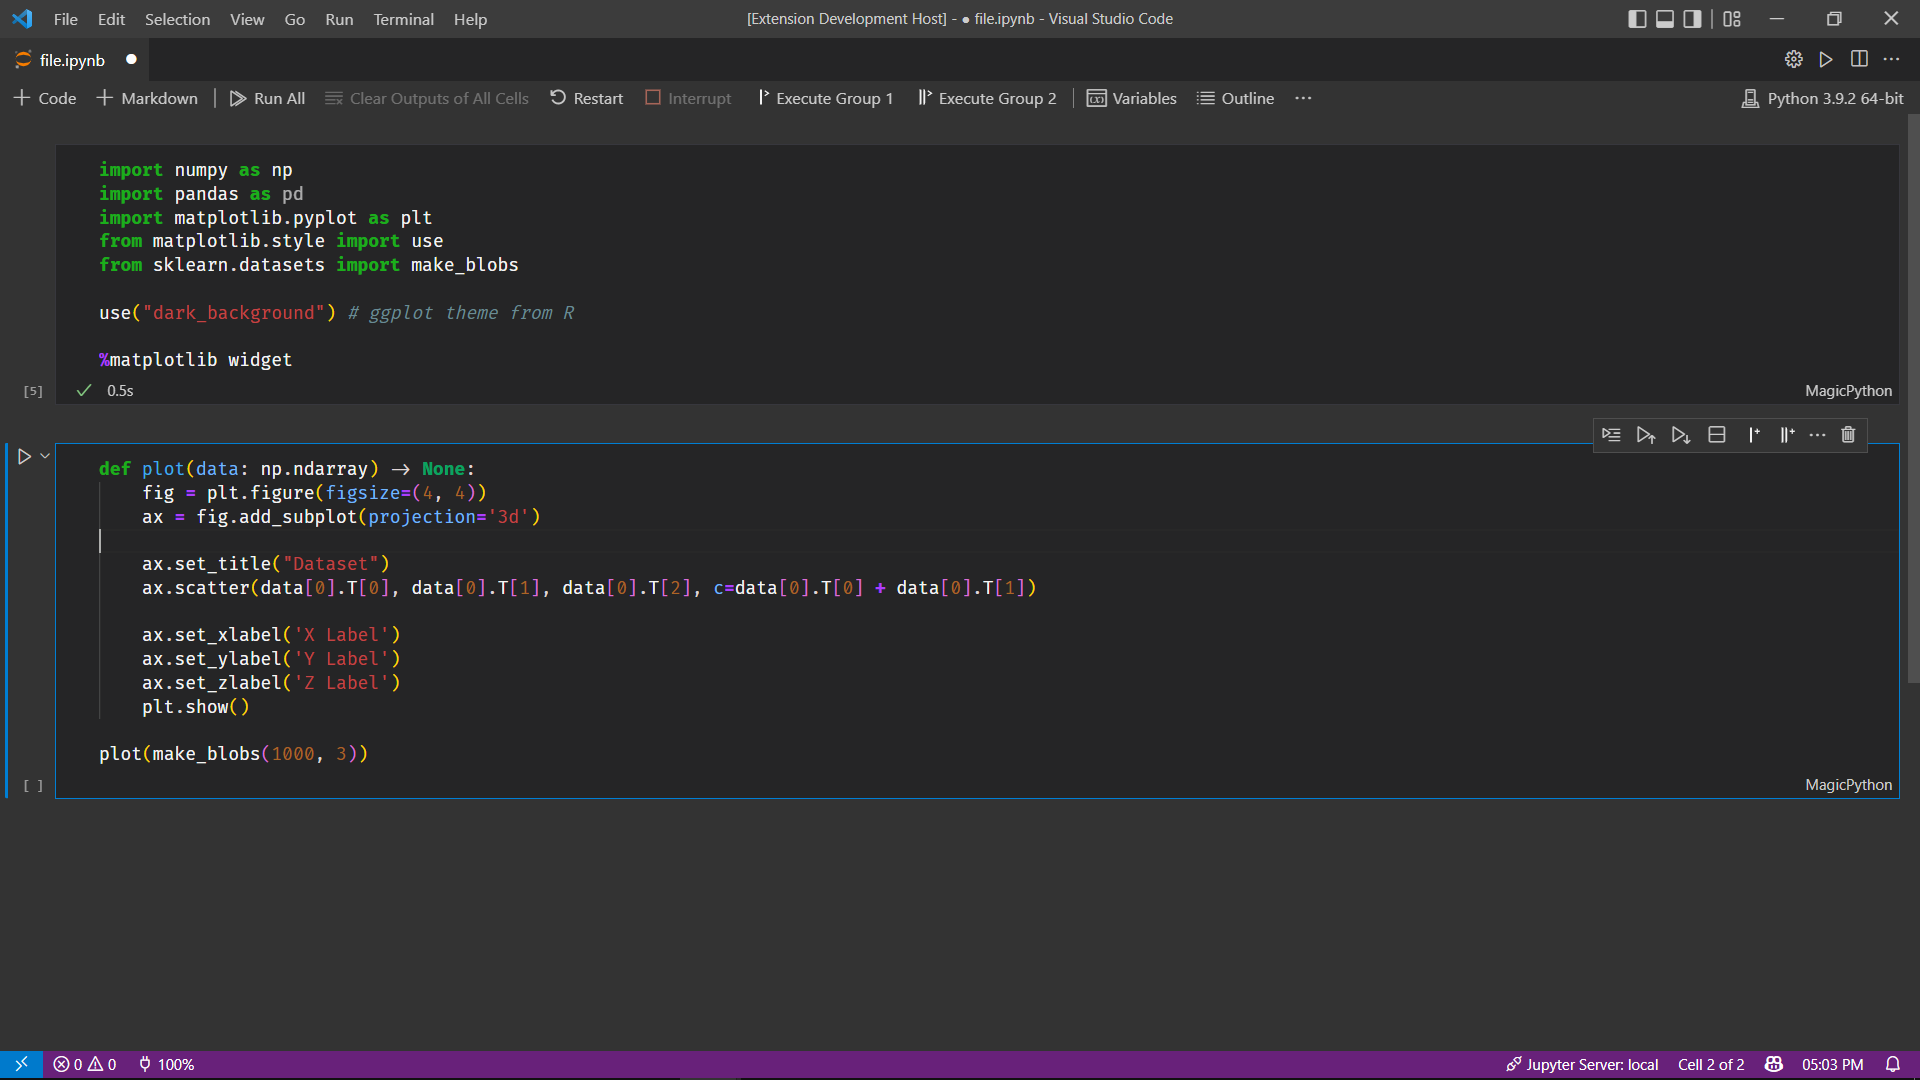 File Edit Selection View Go Run Terminal Help
[Extension Development Host] - ● file.ipynb - Visual Studio Code
file.ipynb
Code Markdown Run All Clear Outputs of All Cells Restart Interrupt Execute Group 1 Execute Group 2 Variables Outline ··· Python 3.9.2 64-bit
import numpy as np
import pandas as pd
import matplotlib.pyplot as plt
from matplotlib.style import use
from sklearn.datasets import make_blobs
use("dark_background") # ggplot theme from R
%matplotlib widget
[5] 0.5s MagicPython
def plot(data: np.ndarray) → None:
    fig = plt.figure(figsize=(4, 4))
    ax = fig.add_subplot(projection='3d')
    ax.set_title("Dataset")
    ax.scatter(data[0].T[0], data[0].T[1], data[0].T[2], c=data[0].T[0] + data[0].T[1])
    ax.set_xlabel('X Label')
    ax.set_ylabel('Y Label')
    ax.set_zlabel('Z Label')
    plt.show()
plot(make_blobs(1000, 3))
[ ] MagicPython
0 0 100% Jupyter Server: local Cell 2 of 2 05:03 PM